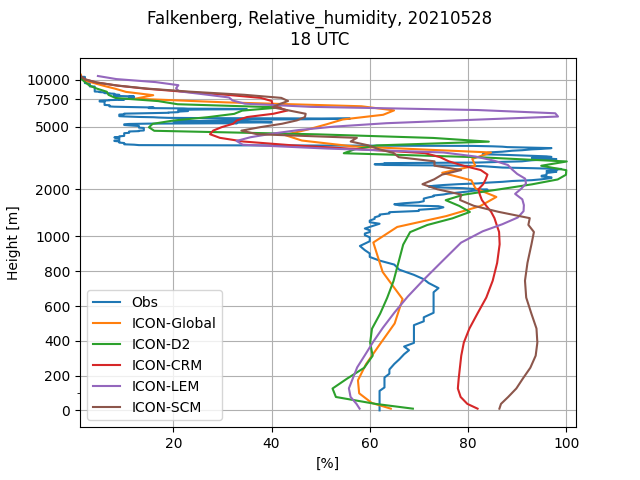 Falkenberg, Relative_humidity, 20210528
18 UTC
10000
7500
5000
2000
1000
800
600
400
200
0
Height [m]
Obs
ICON-Global
ICON-D2
ICON-CRM
ICON-LEM
ICON-SCM
20
40
60
80
100
[%]